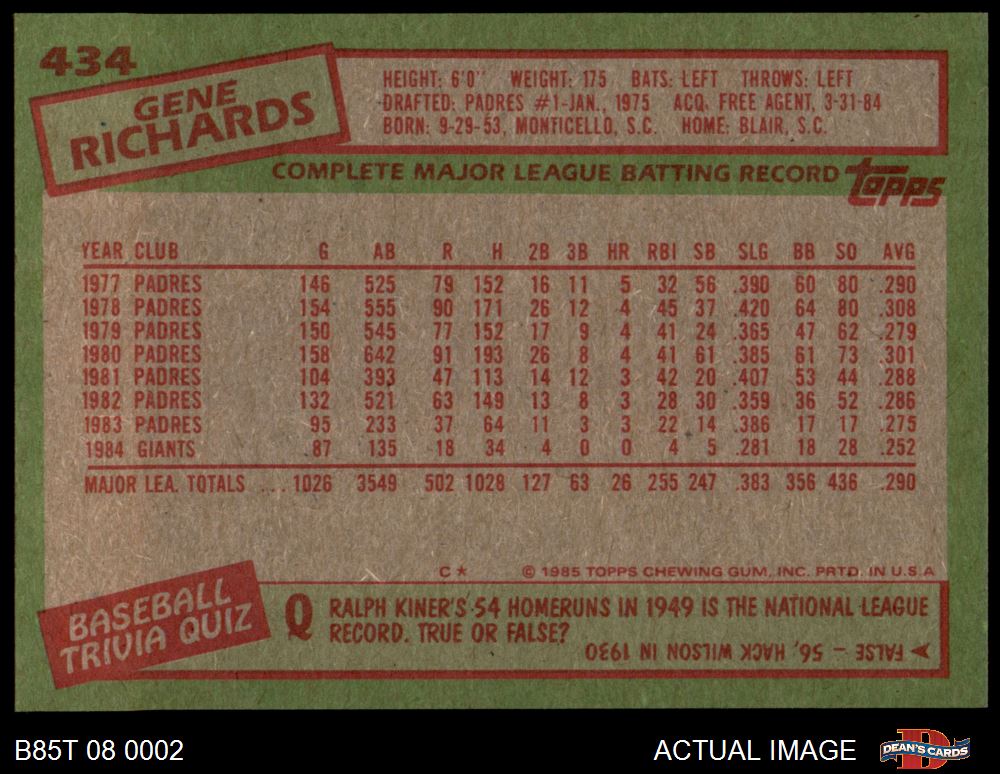 434
GENE
RICHARDS
HEIGHT: 6'0" WEIGHT: 175 BATS: LEFT THROWS: LEFT
DRAFTED: PADRES #1-JAN., 1975 ACQ. FREE AGENT, 3-31-84
BORN: 9-29-53, MONTICELLO, S.C. HOME: BLAIR, S.C.
COMPLETE MAJOR LEAGUE BATTING RECORD topps
YEAR CLUB G AB R H 2B 3B HR RBI SB SLG BB SO AVG
1977 PADRES 146 525 79 152 16 11 5 32 56 .390 60 80 .290
1978 PADRES 154 555 90 171 26 12 4 45 37 .420 64 80 .308
1979 PADRES 150 545 77 152 17 9 4 41 24 .365 47 62 .279
1980 PADRES 158 642 91 193 26 8 4 41 61 .385 61 73 .301
1981 PADRES 104 393 47 113 14 12 3 42 20 .407 53 44 .288
1982 PADRES 132 521 63 149 13 8 3 28 30 .359 36 52 .286
1983 PADRES 95 233 37 64 11 3 3 22 14 .386 17 17 .275
1984 GIANTS 87 135 18 34 4 0 0 4 5 .281 18 28 .252
MAJOR LEA. TOTALS ... 1026 3549 502 1028 127 63 26 255 247 .383 356 436 .290
C★ © 1985 TOPPS CHEWING GUM, INC. PRTD. IN U.S.A
BASEBALL
TRIVIA QUIZ
Q RALPH KINER'S 54 HOMERUNS IN 1949 IS THE NATIONAL LEAGUE
RECORD. TRUE OR FALSE?
FALSE - 56, HACK WILSON IN 1930
B85T 08 0002 ACTUAL IMAGE DEAN'S CARDS